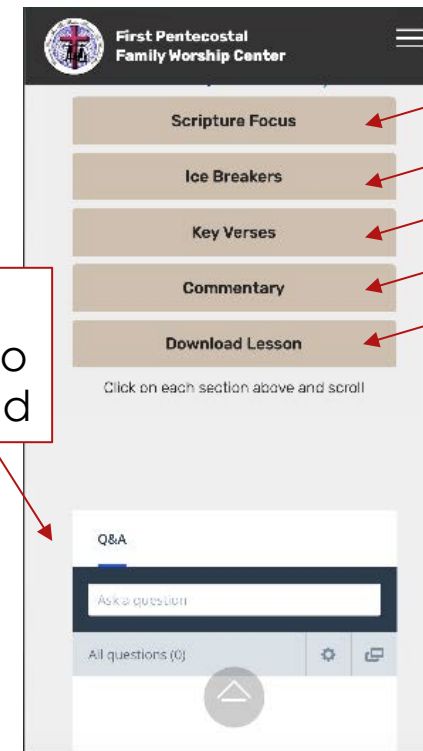 First Pentecostal
Family Worship Center
Scripture Focus
Ice Breakers
Key Verses
Commentary
Download Lesson
o
d
Click on each section above and scroll
Q&A
Ask a question
All questions (0)